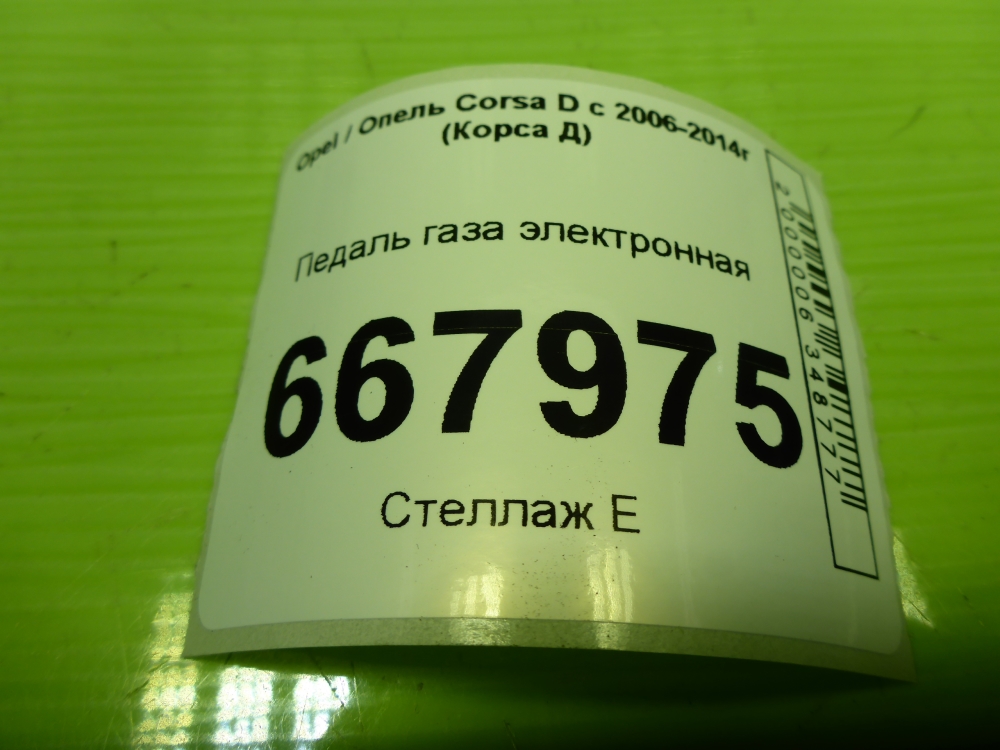 Opel / Опель Corsa D с 2006-2014г
(Корса Д)
Педаль газа электронная
667975
Стеллаж Е
2000006348777